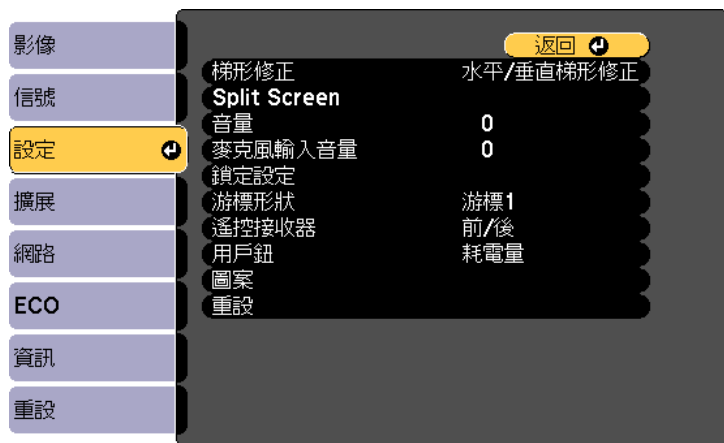 影像
信號
設定
擴展
網路
ECO
資訊
重設
返回
梯形修正 水平/垂直梯形修正
Split Screen
音量 0
麥克風輸入音量 0
鎖定設定
游標形狀 游標1
遙控接收器 前/後
用戶鈕 耗電量
圖案
重設